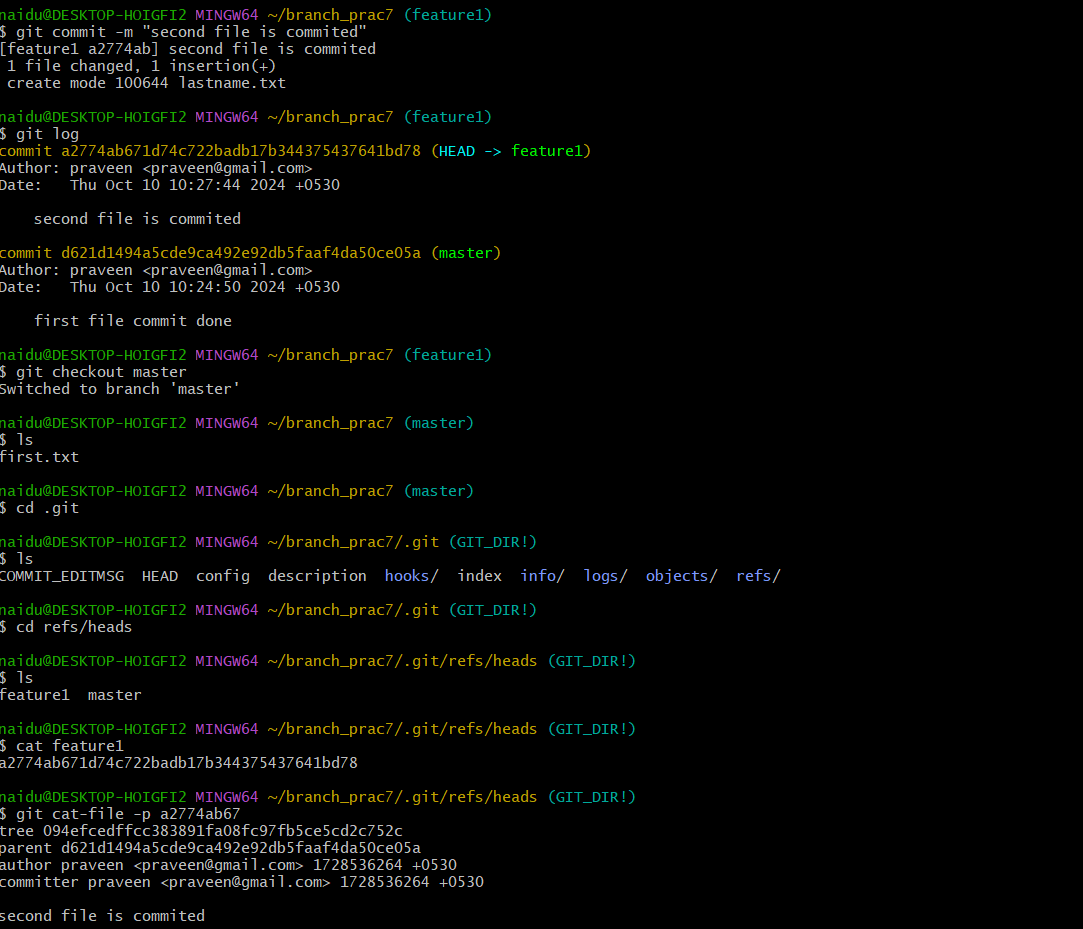 naidu@DESKTOP-HOIGFI2 MINGW64 ~/branch_prac7 (feature1)
$ git commit -m "second file is commited"
[feature1 a2774ab] second file is commited
 1 file changed, 1 insertion(+)
 create mode 100644 lastname.txt

naidu@DESKTOP-HOIGFI2 MINGW64 ~/branch_prac7 (feature1)
$ git log
commit a2774ab671d74c722badb17b344375437641bd78 (HEAD -> feature1)
Author: praveen <praveen@gmail.com>
Date:   Thu Oct 10 10:27:44 2024 +0530

    second file is commited

commit d621d1494a5cde9ca492e92db5faaf4da50ce05a (master)
Author: praveen <praveen@gmail.com>
Date:   Thu Oct 10 10:24:50 2024 +0530

    first file commit done

naidu@DESKTOP-HOIGFI2 MINGW64 ~/branch_prac7 (feature1)
$ git checkout master
Switched to branch 'master'

naidu@DESKTOP-HOIGFI2 MINGW64 ~/branch_prac7 (master)
$ ls
first.txt

naidu@DESKTOP-HOIGFI2 MINGW64 ~/branch_prac7 (master)
$ cd .git

naidu@DESKTOP-HOIGFI2 MINGW64 ~/branch_prac7/.git (GIT_DIR!)
$ ls
COMMIT_EDITMSG  HEAD  config  description  hooks/  index  info/  logs/  objects/  refs/

naidu@DESKTOP-HOIGFI2 MINGW64 ~/branch_prac7/.git (GIT_DIR!)
$ cd refs/heads

naidu@DESKTOP-HOIGFI2 MINGW64 ~/branch_prac7/.git/refs/heads (GIT_DIR!)
$ ls
feature1  master

naidu@DESKTOP-HOIGFI2 MINGW64 ~/branch_prac7/.git/refs/heads (GIT_DIR!)
$ cat feature1
a2774ab671d74c722badb17b344375437641bd78

naidu@DESKTOP-HOIGFI2 MINGW64 ~/branch_prac7/.git/refs/heads (GIT_DIR!)
$ git cat-file -p a2774ab67
tree 094efcedffcc383891fa08fc97fb5ce5cd2c752c
parent d621d1494a5cde9ca492e92db5faaf4da50ce05a
author praveen <praveen@gmail.com> 1728536264 +0530
committer praveen <praveen@gmail.com> 1728536264 +0530

second file is commited